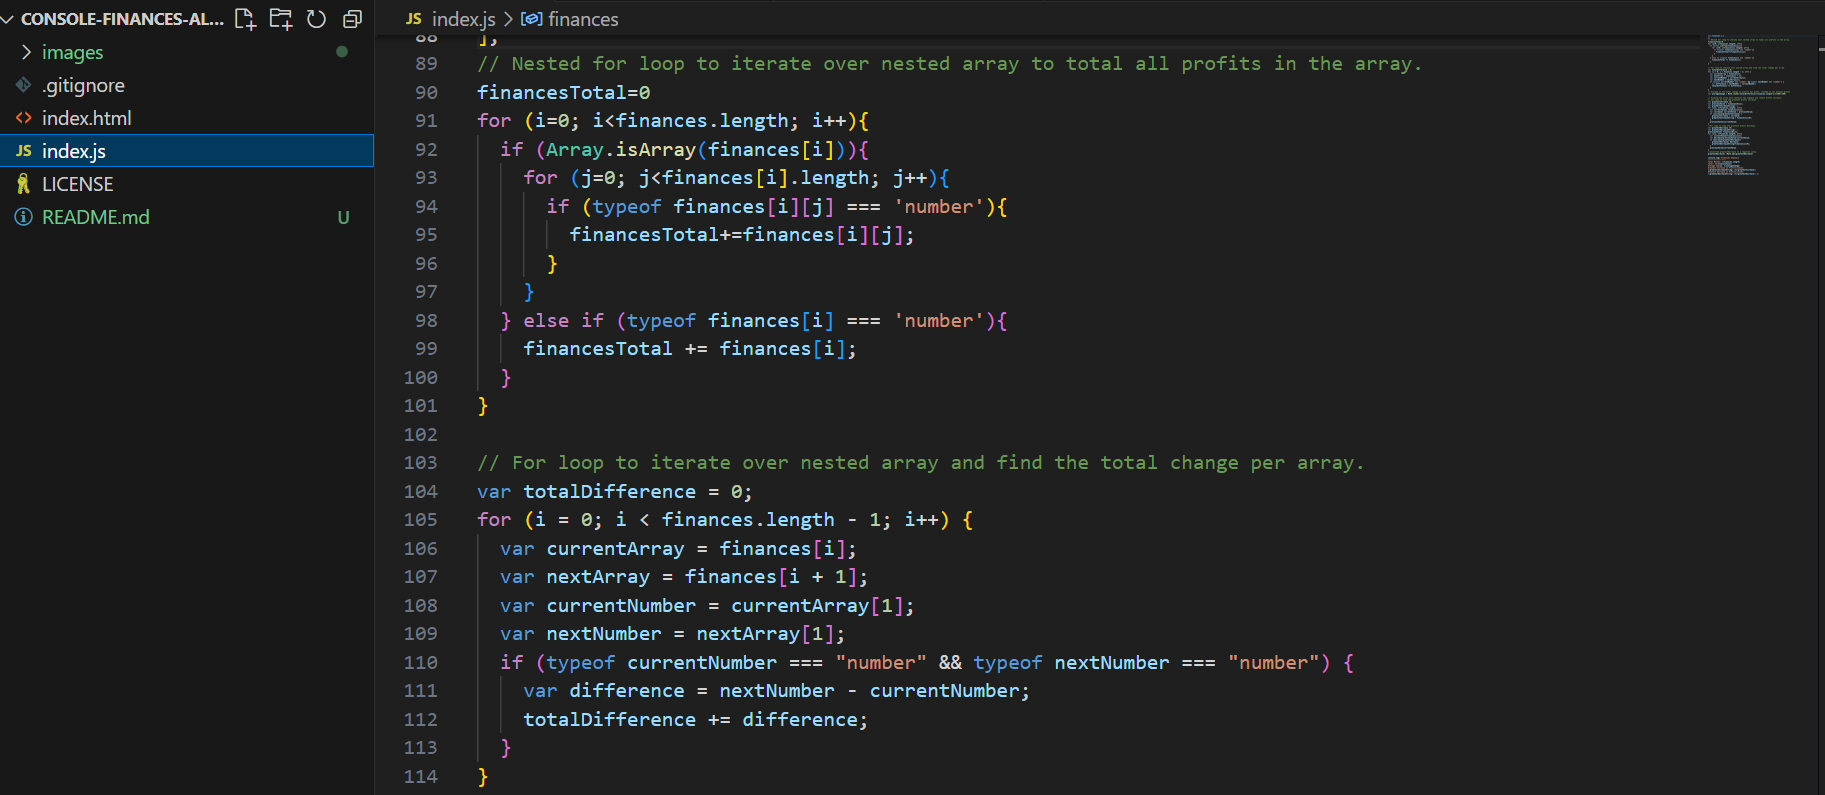 CONSOLE-FINANCES-AL...
images
.gitignore
index.html
JS index.js
LICENSE
README.md U
JS index.js > finances
88 ];
89 // Nested for loop to iterate over nested array to total all profits in the array.
90 financesTotal=0
91 for (i=0; i<finances.length; i++){
92 if (Array.isArray(finances[i])){
93 for (j=0; j<finances[i].length; j++){
94 if (typeof finances[i][j] === 'number'){
95 financesTotal+=finances[i][j];
96 }
97 }
98 } else if (typeof finances[i] === 'number'){
99 financesTotal += finances[i];
100 }
101 }
102
103 // For loop to iterate over nested array and find the total change per array.
104 var totalDifference = 0;
105 for (i = 0; i < finances.length - 1; i++) {
106 var currentArray = finances[i];
107 var nextArray = finances[i + 1];
108 var currentNumber = currentArray[1];
109 var nextNumber = nextArray[1];
110 if (typeof currentNumber === "number" && typeof nextNumber === "number") {
111 var difference = nextNumber - currentNumber;
112 totalDifference += difference;
113 }
114 }